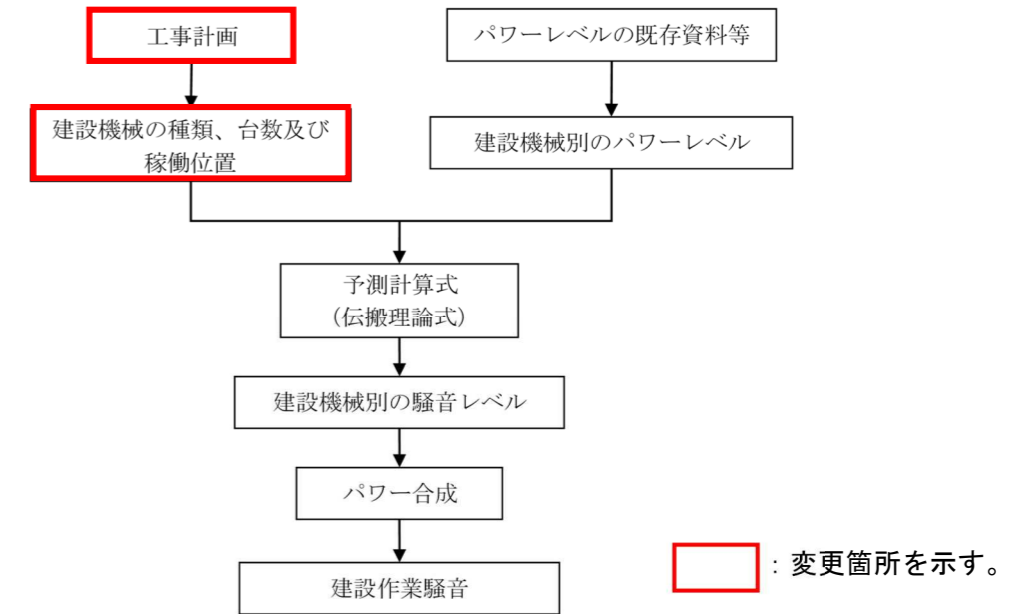 工事計画
パワーレベルの既存資料等
建設機械の種類、台数及び
稼働位置
建設機械別のパワーレベル
予測計算式
（伝搬理論式）
建設機械別の騒音レベル
パワー合成
建設作業騒音
：変更箇所を示す。